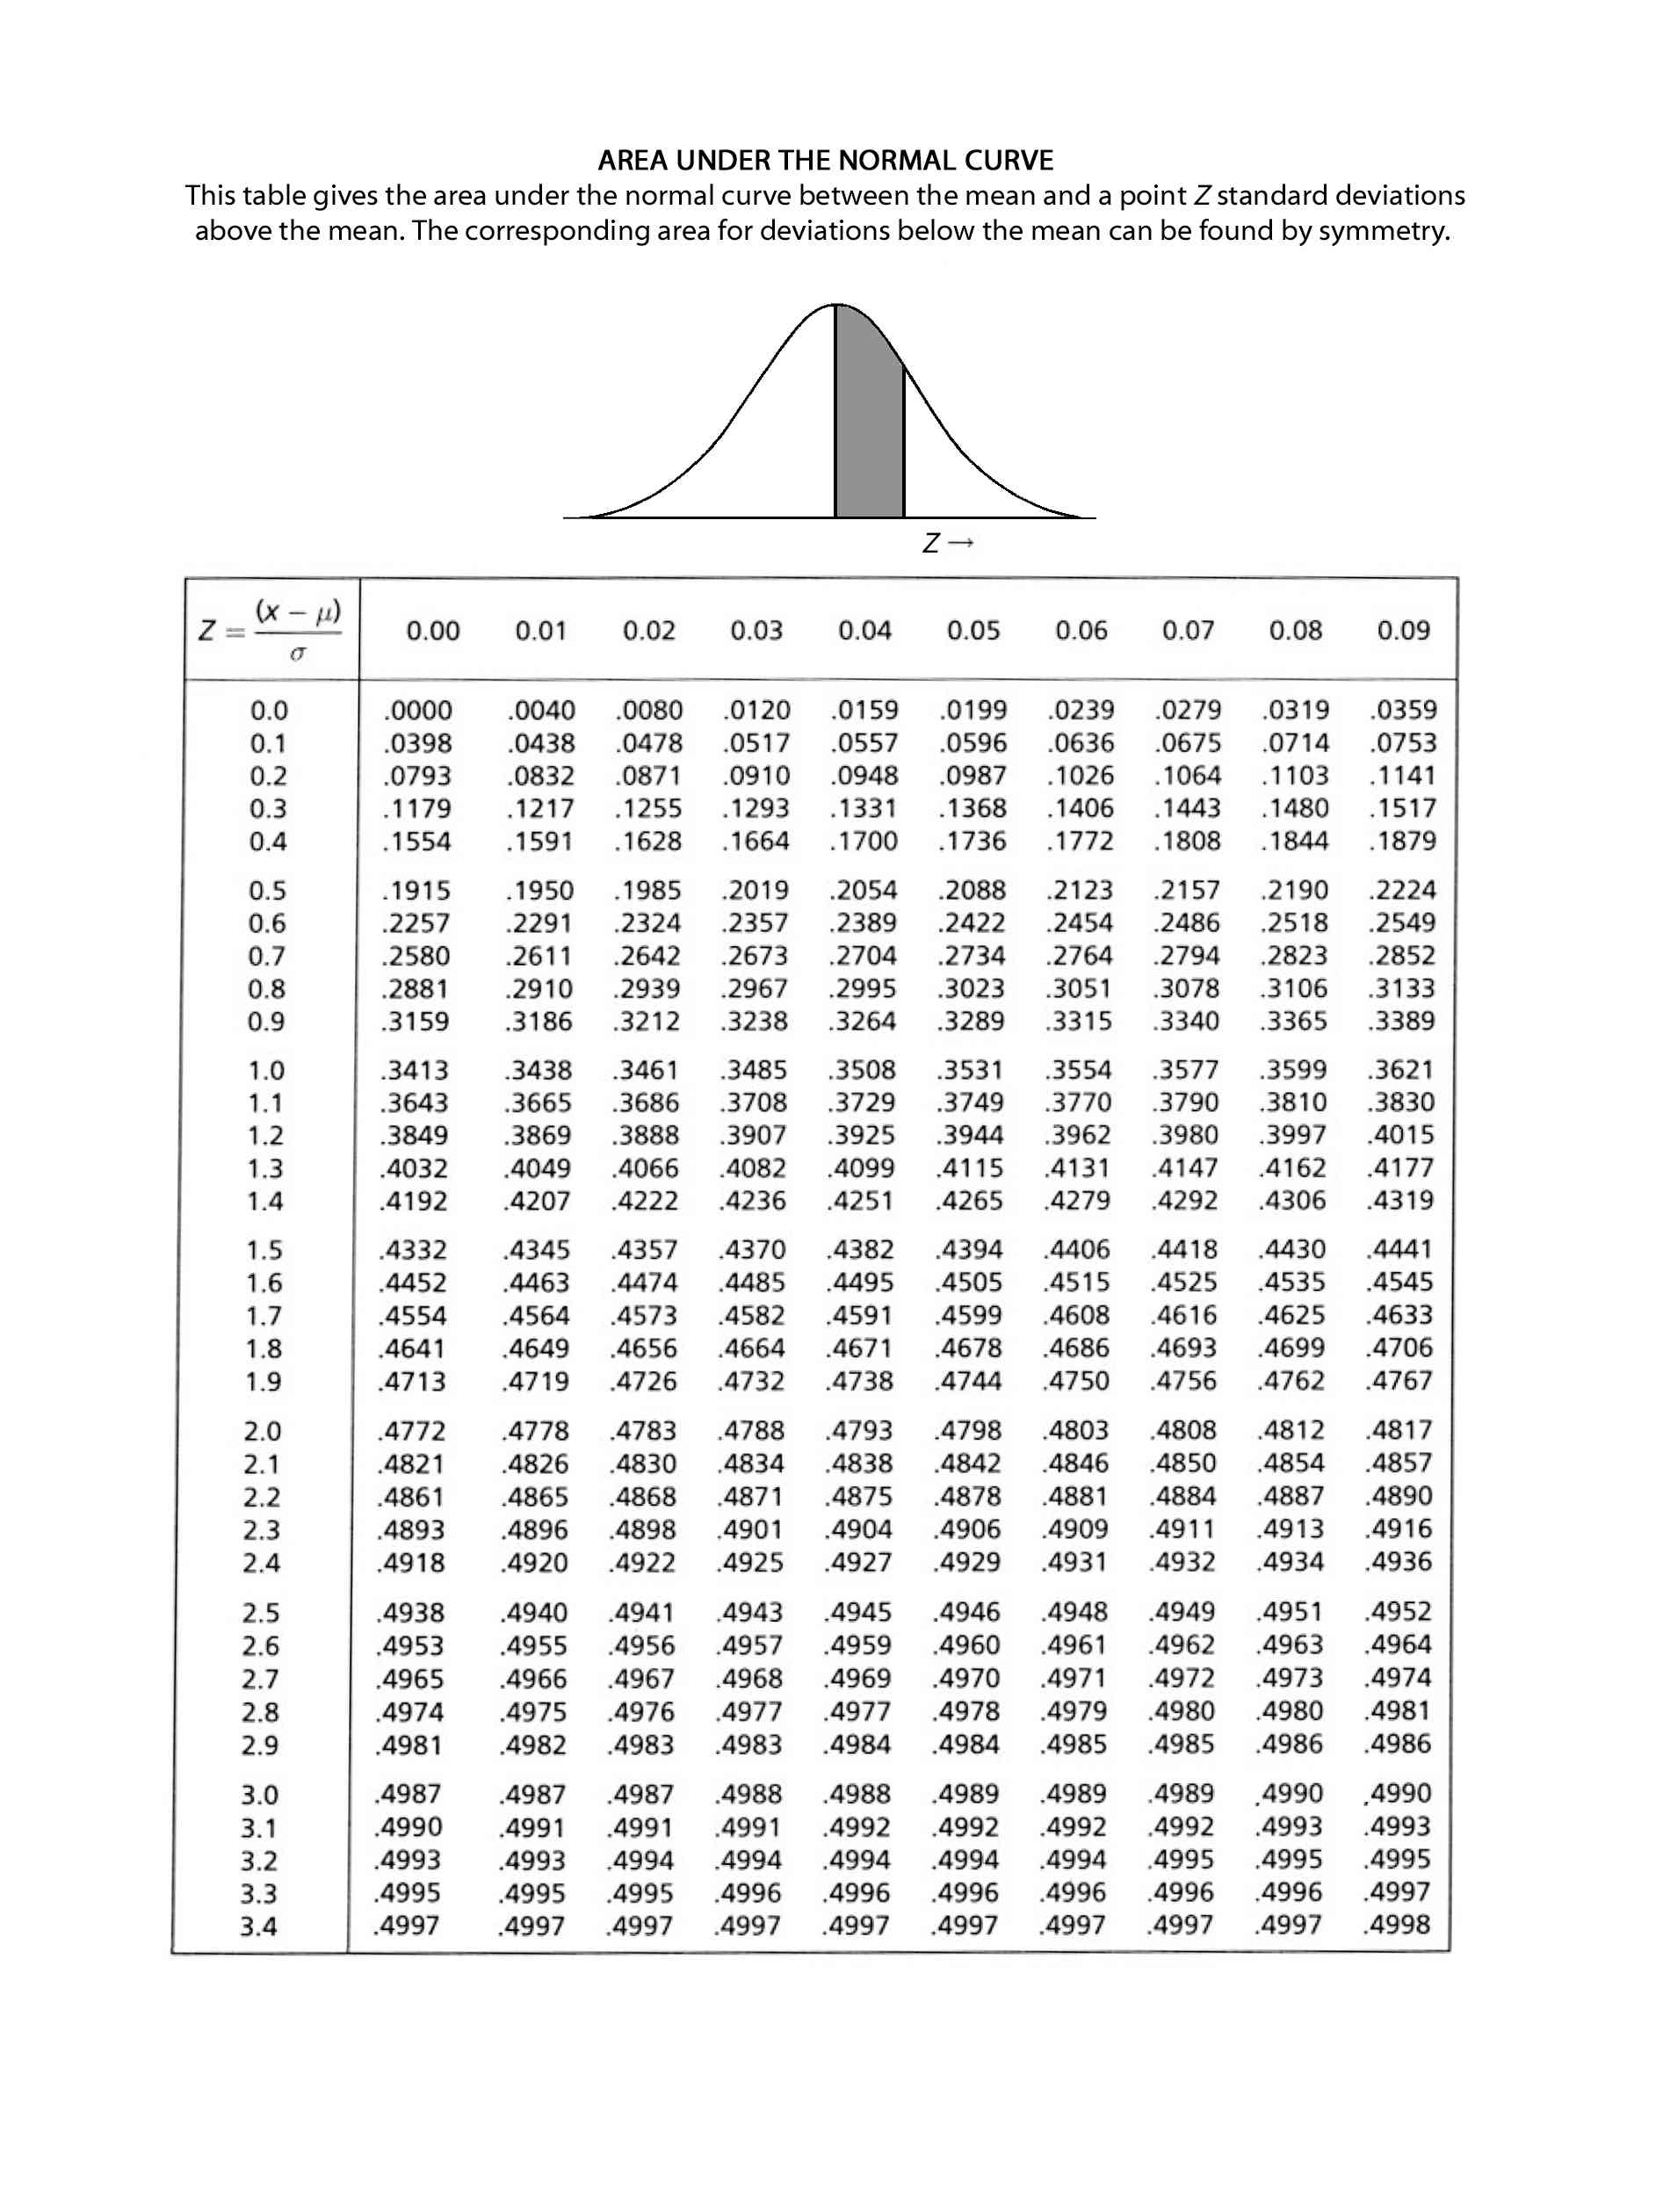 AREA UNDER THE NORMAL CURVE
This table gives the area under the normal curve between the mean and a point Z standard deviations
above the mean. The corresponding area for deviations below the mean can be found by symmetry.
Z →
Z = (x − μ) / σ 0.00 0.01 0.02 0.03 0.04 0.05 0.06 0.07 0.08 0.09
0.0 .0000 .0040 .0080 .0120 .0159 .0199 .0239 .0279 .0319 .0359
0.1 .0398 .0438 .0478 .0517 .0557 .0596 .0636 .0675 .0714 .0753
0.2 .0793 .0832 .0871 .0910 .0948 .0987 .1026 .1064 .1103 .1141
0.3 .1179 .1217 .1255 .1293 .1331 .1368 .1406 .1443 .1480 .1517
0.4 .1554 .1591 .1628 .1664 .1700 .1736 .1772 .1808 .1844 .1879
0.5 .1915 .1950 .1985 .2019 .2054 .2088 .2123 .2157 .2190 .2224
0.6 .2257 .2291 .2324 .2357 .2389 .2422 .2454 .2486 .2518 .2549
0.7 .2580 .2611 .2642 .2673 .2704 .2734 .2764 .2794 .2823 .2852
0.8 .2881 .2910 .2939 .2967 .2995 .3023 .3051 .3078 .3106 .3133
0.9 .3159 .3186 .3212 .3238 .3264 .3289 .3315 .3340 .3365 .3389
1.0 .3413 .3438 .3461 .3485 .3508 .3531 .3554 .3577 .3599 .3621
1.1 .3643 .3665 .3686 .3708 .3729 .3749 .3770 .3790 .3810 .3830
1.2 .3849 .3869 .3888 .3907 .3925 .3944 .3962 .3980 .3997 .4015
1.3 .4032 .4049 .4066 .4082 .4099 .4115 .4131 .4147 .4162 .4177
1.4 .4192 .4207 .4222 .4236 .4251 .4265 .4279 .4292 .4306 .4319
1.5 .4332 .4345 .4357 .4370 .4382 .4394 .4406 .4418 .4430 .4441
1.6 .4452 .4463 .4474 .4485 .4495 .4505 .4515 .4525 .4535 .4545
1.7 .4554 .4564 .4573 .4582 .4591 .4599 .4608 .4616 .4625 .4633
1.8 .4641 .4649 .4656 .4664 .4671 .4678 .4686 .4693 .4699 .4706
1.9 .4713 .4719 .4726 .4732 .4738 .4744 .4750 .4756 .4762 .4767
2.0 .4772 .4778 .4783 .4788 .4793 .4798 .4803 .4808 .4812 .4817
2.1 .4821 .4826 .4830 .4834 .4838 .4842 .4846 .4850 .4854 .4857
2.2 .4861 .4865 .4868 .4871 .4875 .4878 .4881 .4884 .4887 .4890
2.3 .4893 .4896 .4898 .4901 .4904 .4906 .4909 .4911 .4913 .4916
2.4 .4918 .4920 .4922 .4925 .4927 .4929 .4931 .4932 .4934 .4936
2.5 .4938 .4940 .4941 .4943 .4945 .4946 .4948 .4949 .4951 .4952
2.6 .4953 .4955 .4956 .4957 .4959 .4960 .4961 .4962 .4963 .4964
2.7 .4965 .4966 .4967 .4968 .4969 .4970 .4971 .4972 .4973 .4974
2.8 .4974 .4975 .4976 .4977 .4977 .4978 .4979 .4980 .4980 .4981
2.9 .4981 .4982 .4983 .4983 .4984 .4984 .4985 .4985 .4986 .4986
3.0 .4987 .4987 .4987 .4988 .4988 .4989 .4989 .4989 .4990 .4990
3.1 .4990 .4991 .4991 .4991 .4992 .4992 .4992 .4992 .4993 .4993
3.2 .4993 .4993 .4994 .4994 .4994 .4994 .4994 .4995 .4995 .4995
3.3 .4995 .4995 .4995 .4996 .4996 .4996 .4996 .4996 .4996 .4997
3.4 .4997 .4997 .4997 .4997 .4997 .4997 .4997 .4997 .4997 .4998